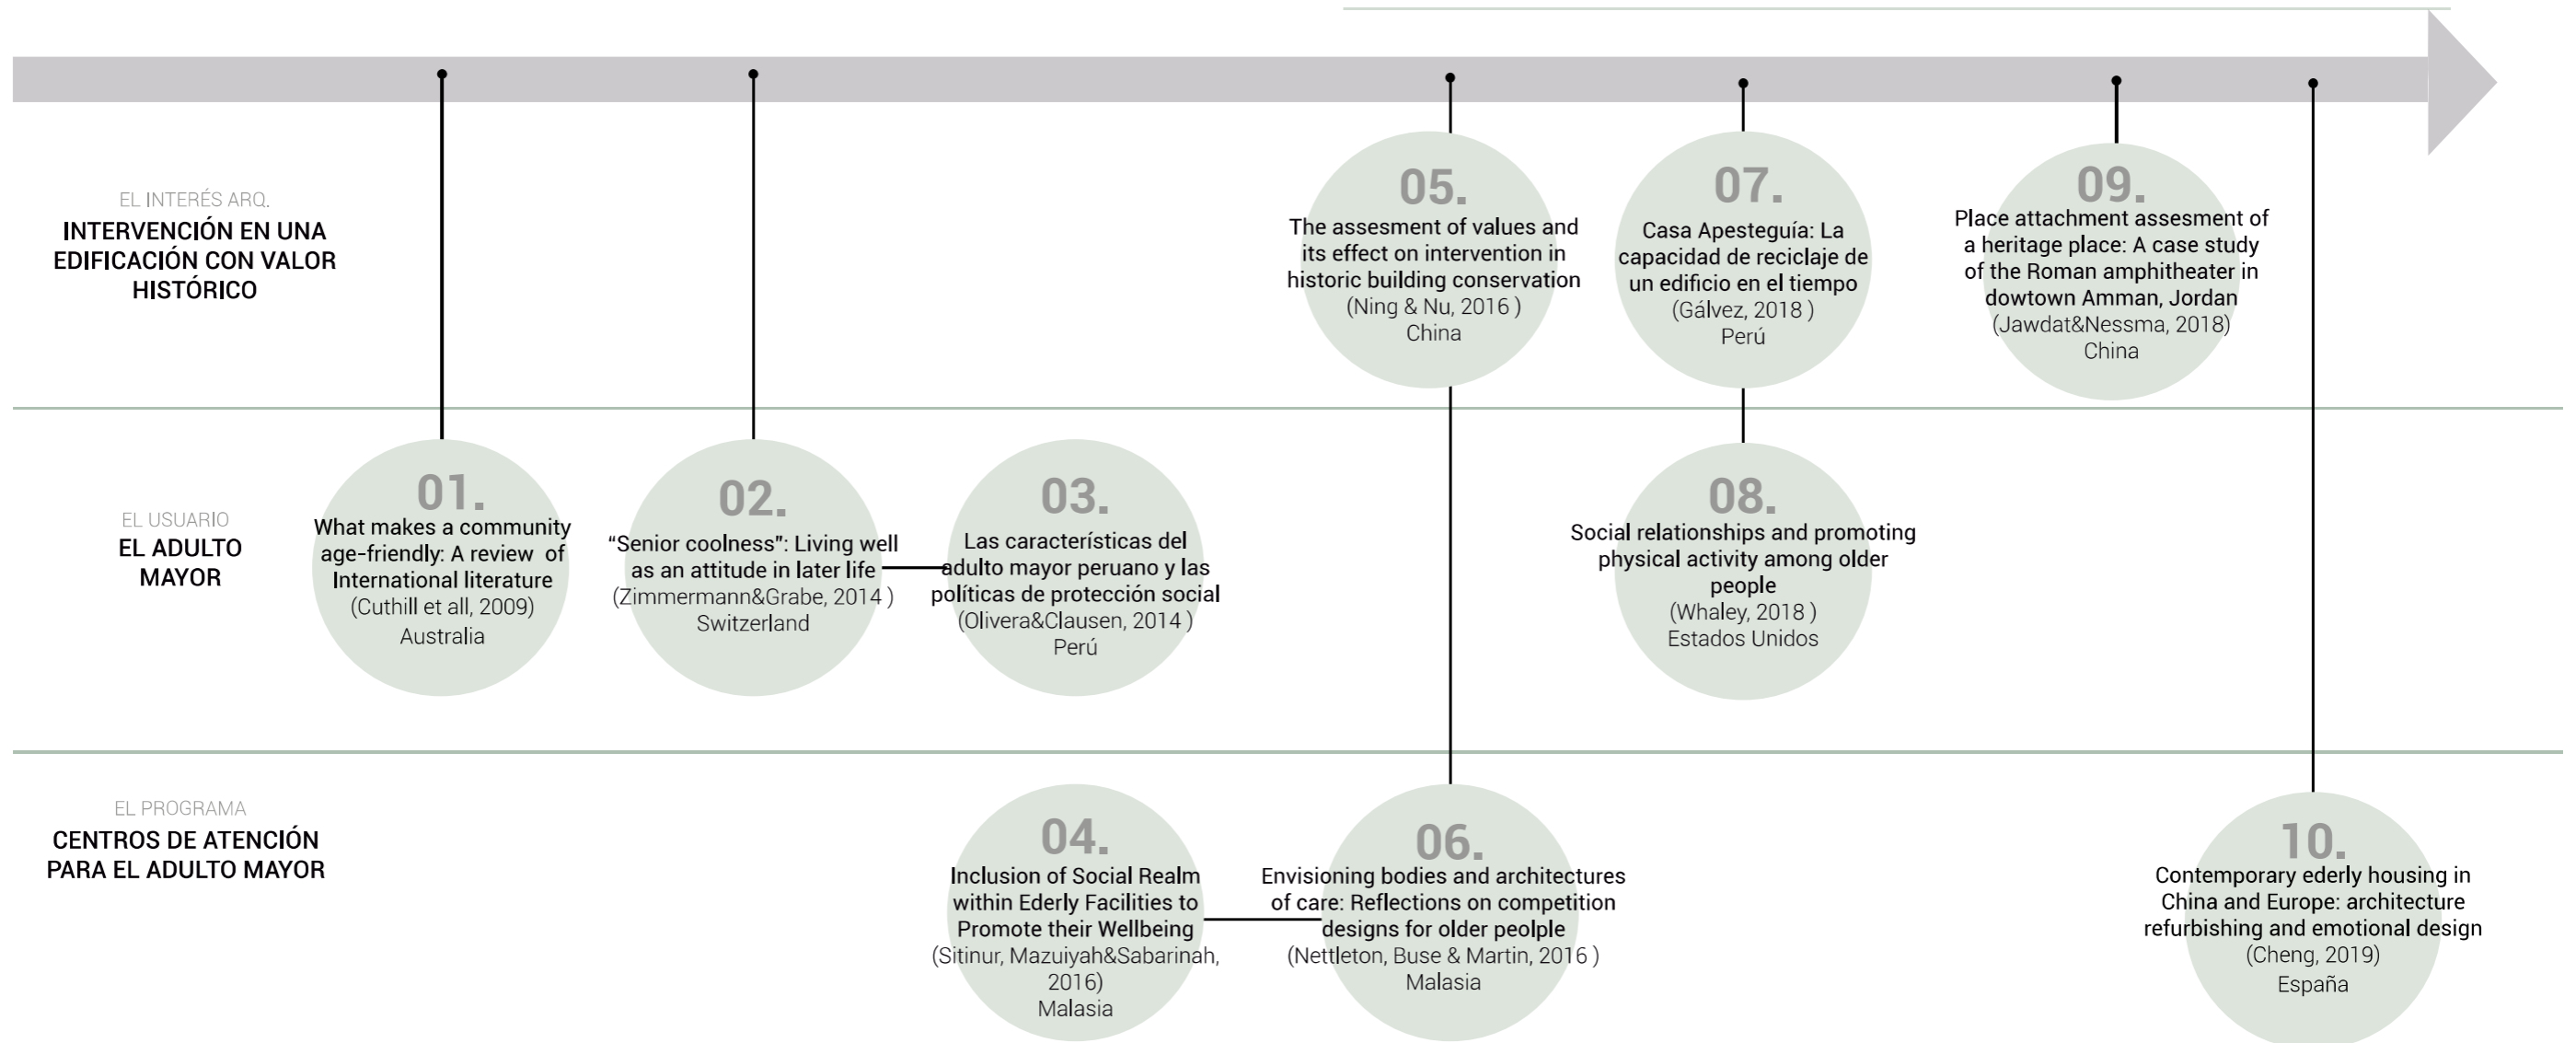 EL INTERÉS ARQ.
INTERVENCIÓN EN UNA
EDIFICACIÓN CON VALOR
HISTÓRICO
05.
The assesment of values and
its effect on intervention in
historic building conservation
(Ning & Nu, 2016 )
China
07.
Casa Apesteguía: La
capacidad de reciclaje de
un edificio en el tiempo
(Gálvez, 2018 )
Perú
09.
Place attachment assesment of
a heritage place: A case study
of the Roman amphitheater in
dowtown Amman, Jordan
(Jawdat&Nessma, 2018)
China
EL USUARIO
EL ADULTO
MAYOR
01.
What makes a community
age-friendly: A review of
International literature
(Cuthill et all, 2009)
Australia
02.
“Senior coolness”: Living well
as an attitude in later life
(Zimmermann&Grabe, 2014 )
Switzerland
03.
Las características del
adulto mayor peruano y las
políticas de protección social
(Olivera&Clausen, 2014 )
Perú
08.
Social relationships and promoting
physical activity among older
people
(Whaley, 2018 )
Estados Unidos
EL PROGRAMA
CENTROS DE ATENCIÓN
PARA EL ADULTO MAYOR
04.
Inclusion of Social Realm
within Ederly Facilities to
Promote their Wellbeing
(Sitinur, Mazuiyah&Sabarinah,
2016)
Malasia
06.
Envisioning bodies and architectures
of care: Reflections on competition
designs for older peolple
(Nettleton, Buse & Martin, 2016 )
Malasia
10.
Contemporary ederly housing in
China and Europe: architecture
refurbishing and emotional design
(Cheng, 2019)
España